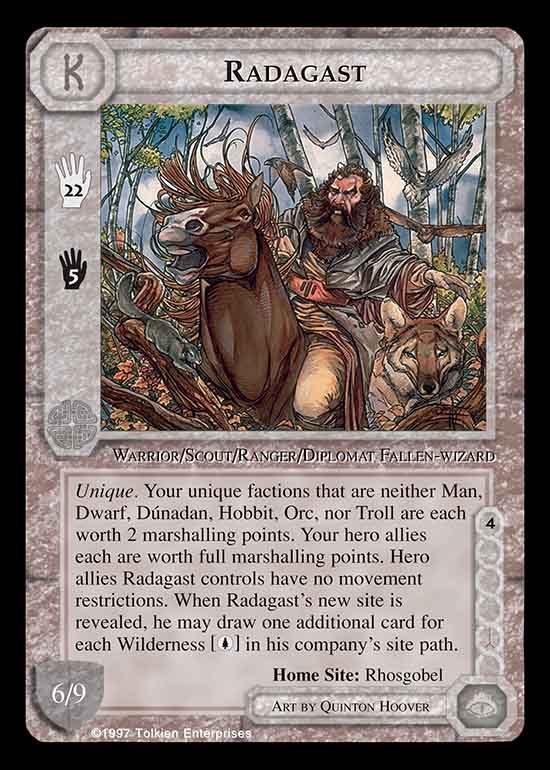 K
RADAGAST
22
5
WARRIOR/SCOUT/RANGER/DIPLOMAT FALLEN-WIZARD
Unique. Your unique factions that are neither Man,
Dwarf, Dúnadan, Hobbit, Orc, nor Troll are each
worth 2 marshalling points. Your hero allies
each are worth full marshalling points. Hero
allies Radagast controls have no movement
restrictions. When Radagast's new site is
revealed, he may draw one additional card for
each Wilderness [] in his company's site path.
4
Home Site: Rhosgobel
6/9
ART BY QUINTON HOOVER
©1997 Tolkien Enterprises